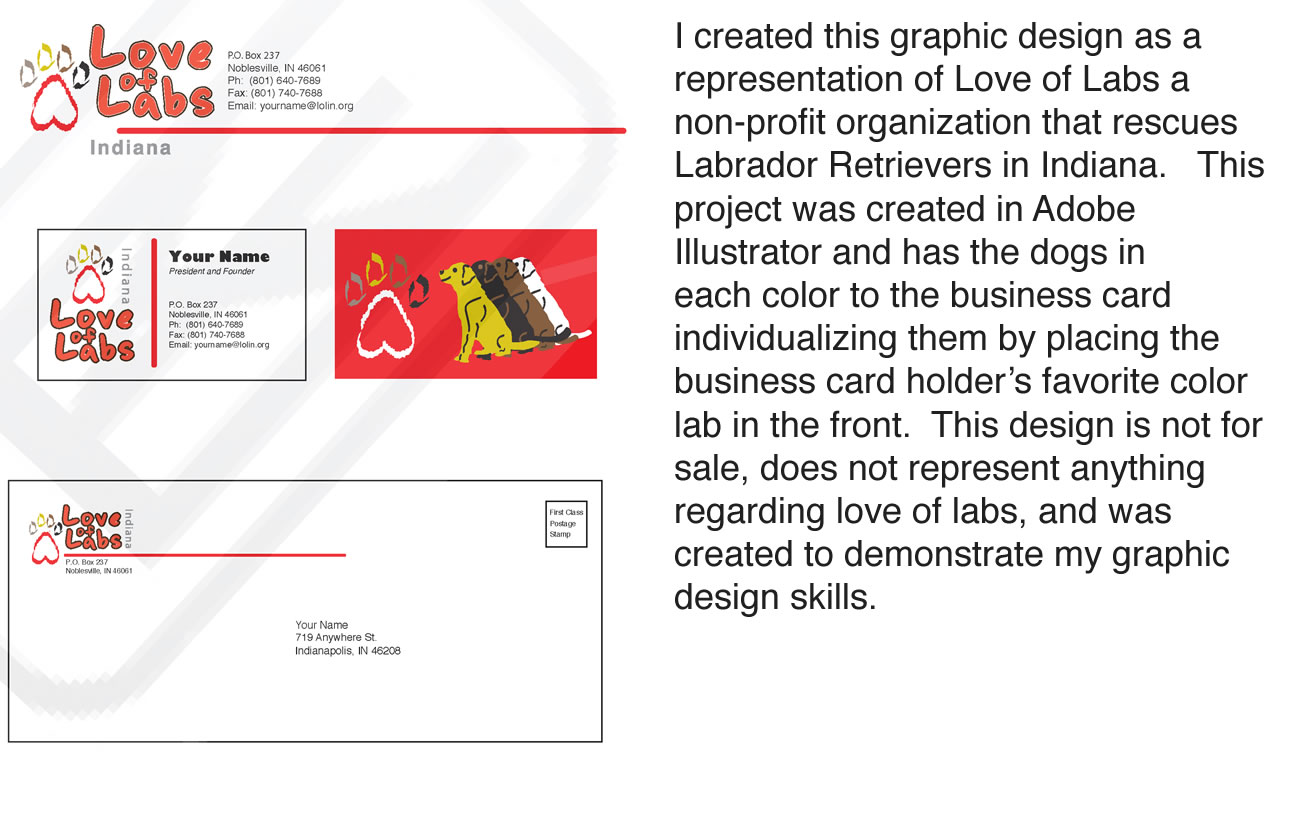 Love
of
Labs
Indiana
P.O. Box 237
Noblesville, IN 46061
Ph:  (801) 640-7689
Fax: (801) 740-7688
Email: yourname@lolin.org
Indiana
Love
of
Labs
Your Name
President and Founder
P.O. Box 237
Noblesville, IN 46061
Ph:  (801) 640-7689
Fax: (801) 740-7688
Email: yourname@lolin.org
Love
of
Labs
Indiana
P.O. Box 237
Noblesville, IN 46061
First Class
Postage
Stamp
Your Name
719 Anywhere St.
Indianapolis, IN 46208
I created this graphic design as a
representation of Love of Labs a
non-profit organization that rescues
Labrador Retrievers in Indiana.   This
project was created in Adobe
Illustrator and has the dogs in
each color to the business card
individualizing them by placing the
business card holder’s favorite color
lab in the front.  This design is not for
sale, does not represent anything
regarding love of labs, and was
created to demonstrate my graphic
design skills.